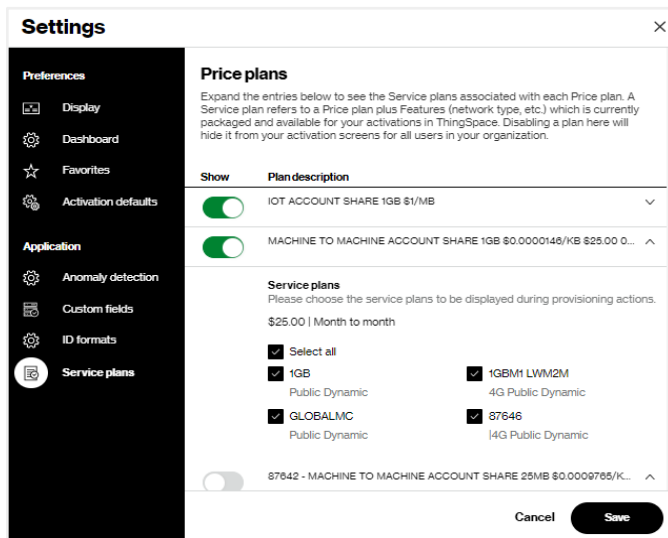 Settings
Preferences
Display
Dashboard
Favorites
Activation defaults
Application
Anomaly detection
Custom fields
ID formats
Service plans
Price plans
Expand the entries below to see the Service plans associated with each Price plan. A
Service plan refers to a Price plan plus Features (network type, etc.) which is currently
packaged and available for your activations in ThingSpace. Disabling a plan here will
hide it from your activation screens for all users in your organization.
Show Plan description
IOT ACCOUNT SHARE 1GB $1/MB
MACHINE TO MACHINE ACCOUNT SHARE 1GB $0.0000146/KB $25.00 0...
Service plans
Please choose the service plans to be displayed during provisioning actions.
$25.00 | Month to month
Select all
1GB
Public Dynamic
1GBM1 LWM2M
4G Public Dynamic
GLOBALMC
Public Dynamic
87646
|4G Public Dynamic
87642 - MACHINE TO MACHINE ACCOUNT SHARE 25MB $0.0009765/K...
Cancel Save